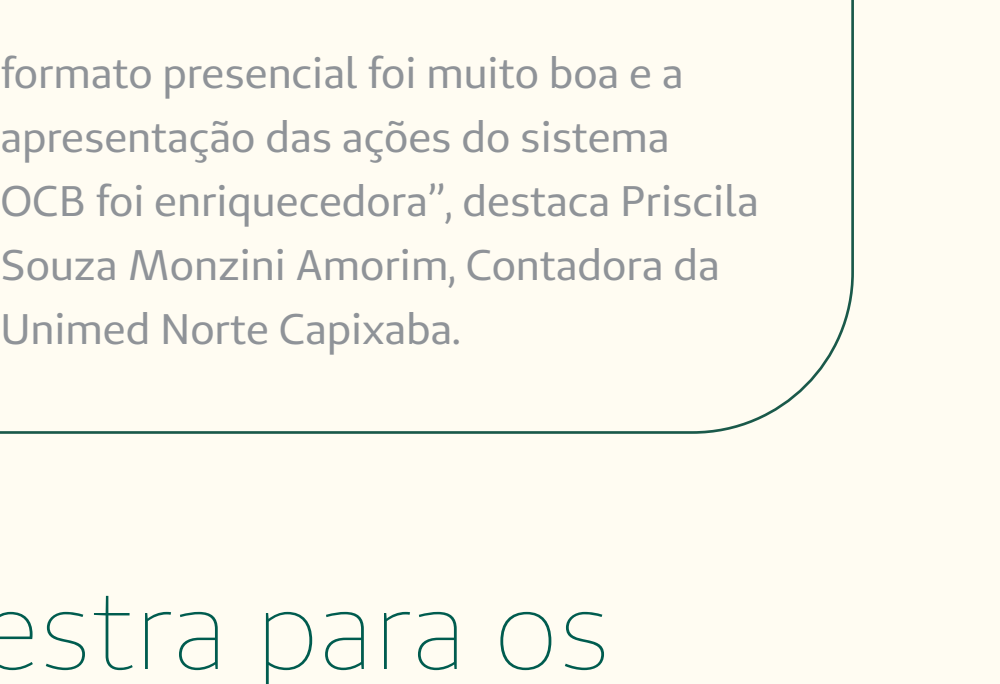 formato presencial foi muito boa e a
apresentação das ações do sistema
OCB foi enriquecedora”, destaca Priscila
Souza Monzini Amorim, Contadora da
Unimed Norte Capixaba.
estra para os